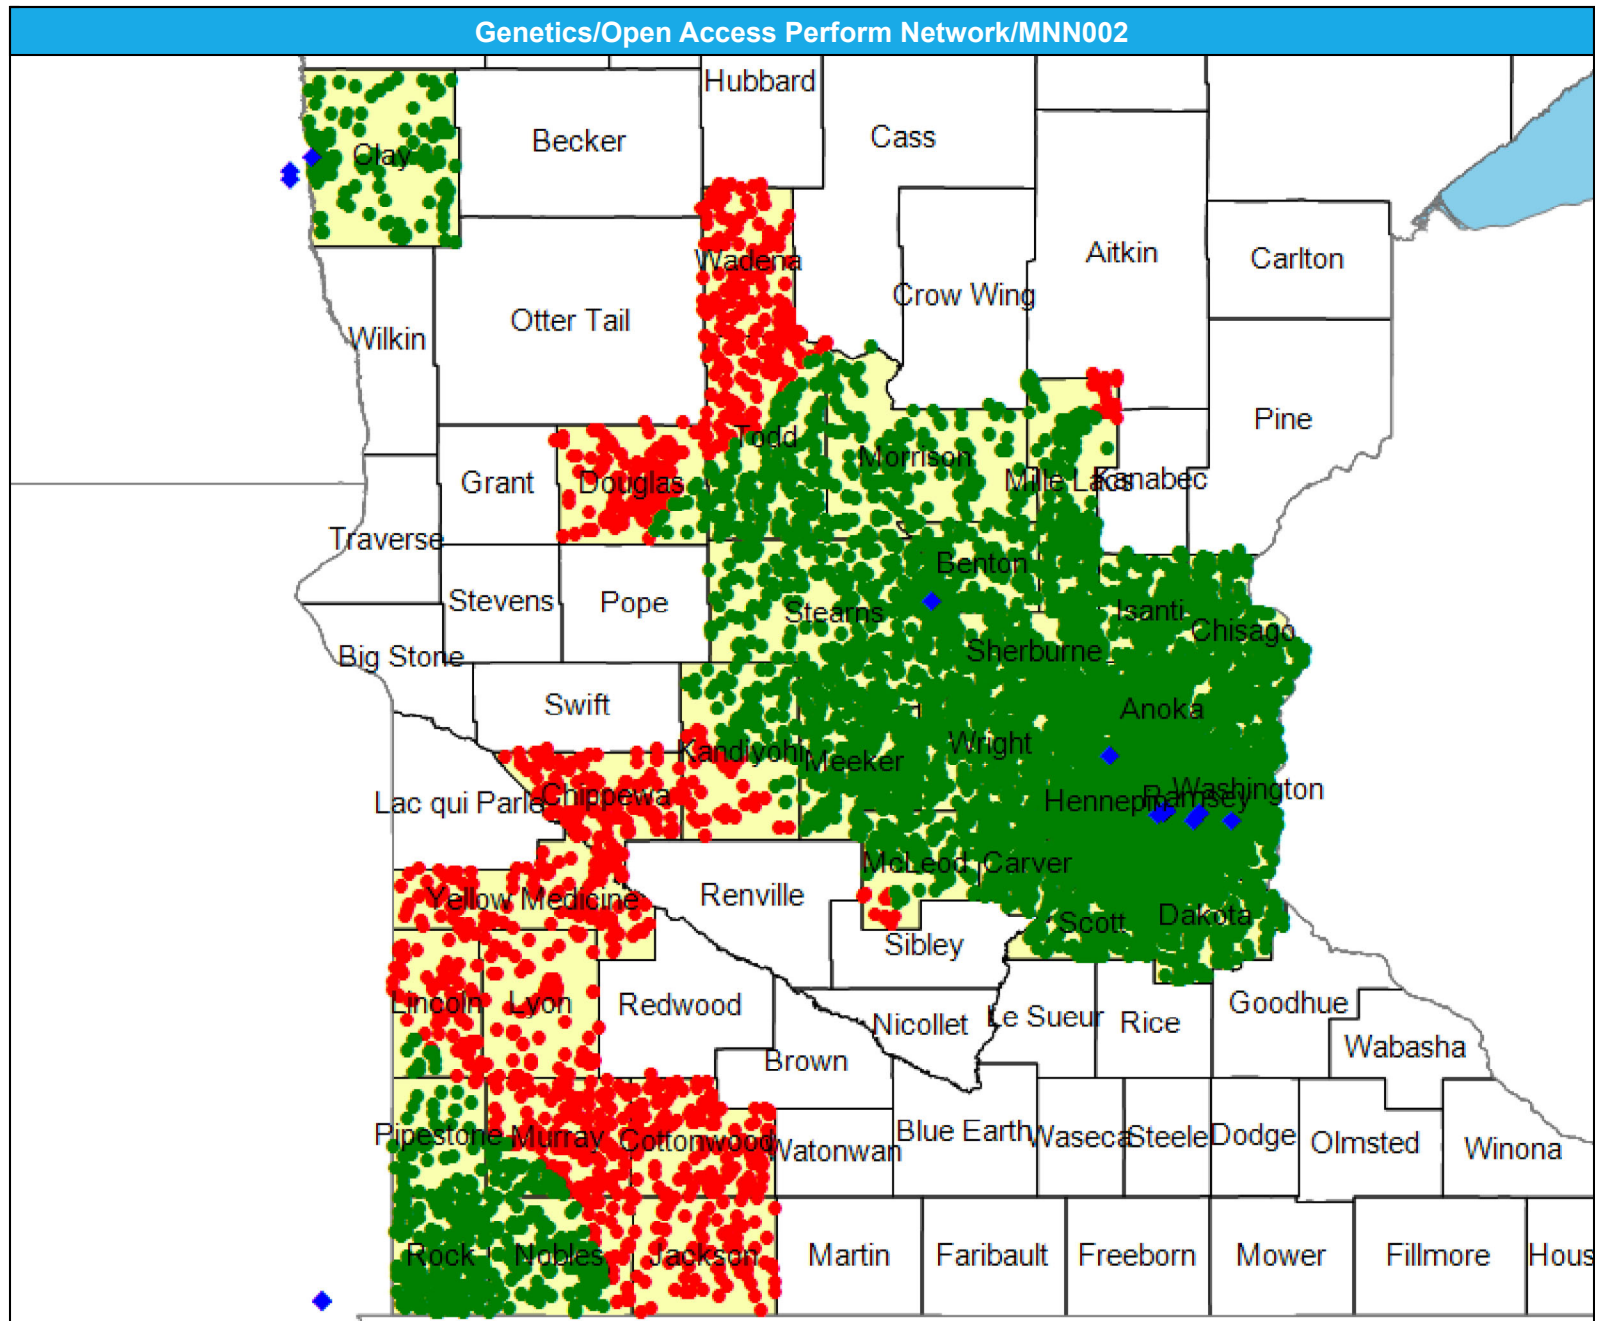 Genetics/Open Access Perform Network/MNN002
Hubbard
Cass
Becker
Clay
Aitkin
Carlton
Wadena
Crow Wing
Otter Tail
Wilkin
Pine
Todd
Morrison
Grant
Douglas
Mille Lacs
Kanabec
Traverse
Benton
Stevens
Pope
Stearns
Isanti
Chisago
Sherburne
Big Stone
Swift
Anoka
Kandiyohi
Meeker
Wright
Lac qui Parle
Chippewa
Hennepin
Ramsey
Washington
McLeod
Carver
Renville
Yellow Medicine
Scott
Dakota
Sibley
Lincoln
Lyon
Redwood
Nicollet
Le Sueur
Rice
Goodhue
Wabasha
Brown
Pipestone
Murray
Cottonwood
Watonwan
Blue Earth
Waseca
Steele
Dodge
Olmsted
Winona
Rock
Nobles
Jackson
Martin
Faribault
Freeborn
Mower
Fillmore
Hous